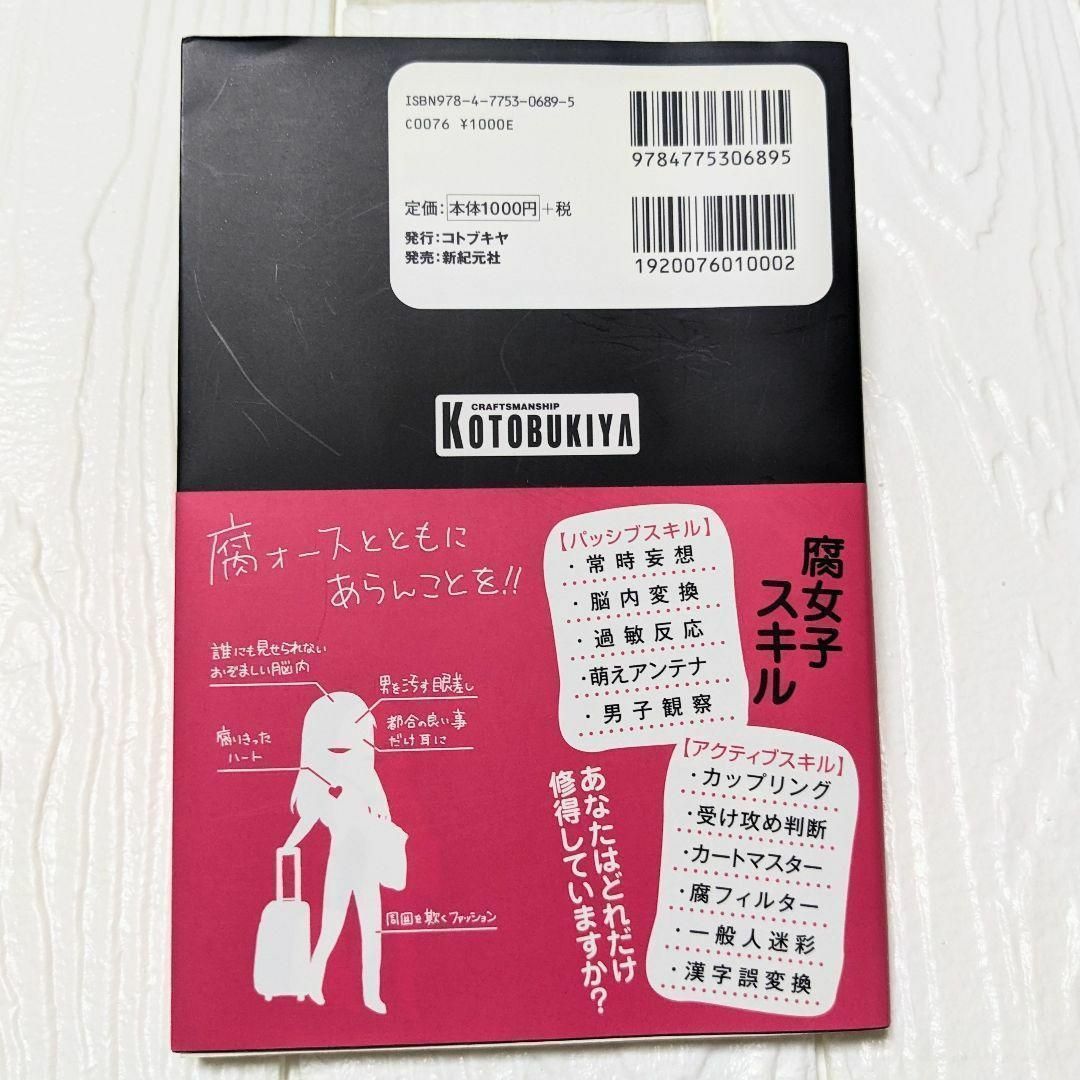 ISBN978-4-7753-0689-5
C0076 ¥1000E
9784775306895
定価：本体1000円＋税
発行：コトブキヤ
発売：新紀元社
1920076010002
CRAFTSMANSHIP
KOTOBUKIYA
腐ォースとともに
あらんことを!!
誰にも見せられない
おぞましい脳内
男を汚す眼差し
都合の良い事
だけ耳に
腐りきった
ハート
周囲を欺くファッション
腐女子
スキル
【パッシブスキル】
・常時妄想
・脳内変換
・過敏反応
・萌えアンテナ
・男子観察
【アクティブスキル】
・カップリング
・受け攻め判断
・カートマスター
・腐フィルター
・一般人迷彩
・漢字誤変換
あなたはどれだけ
修得していますか？